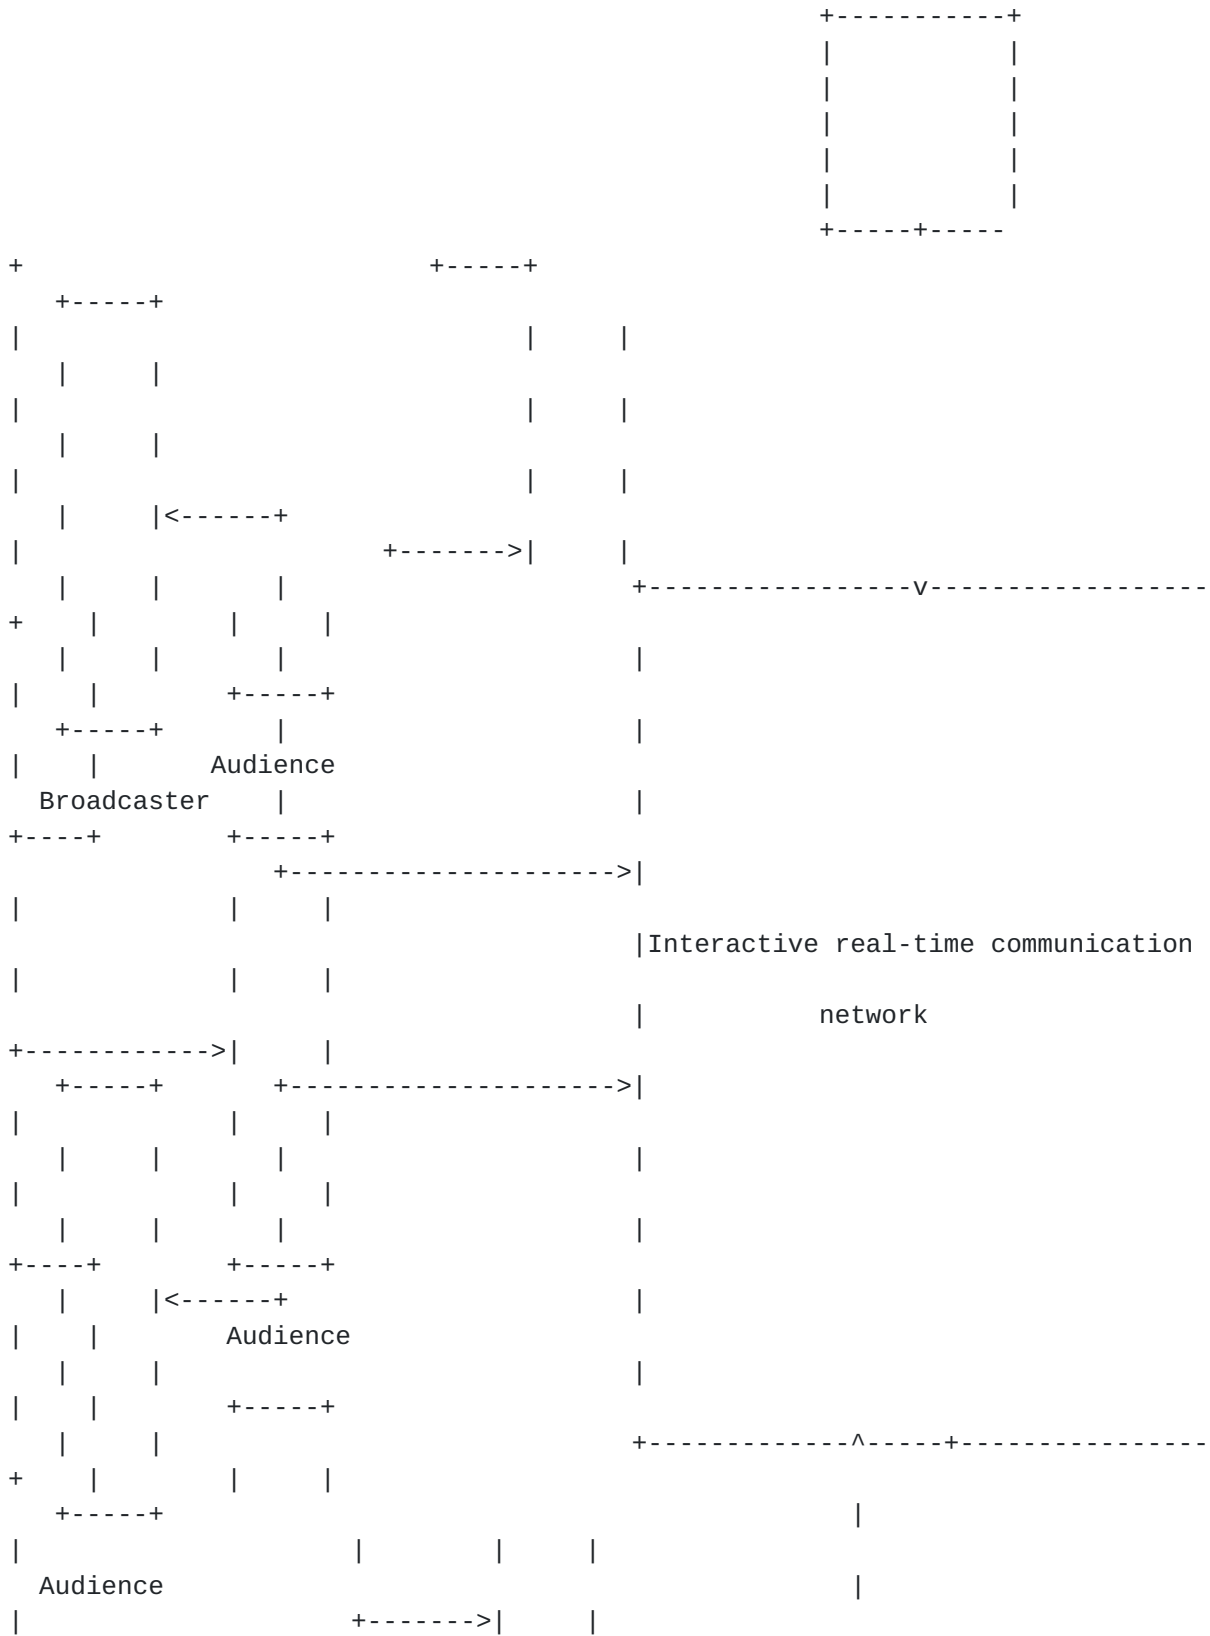 Audience
Broadcaster
Interactive real-time communication
network
Audience
Audience